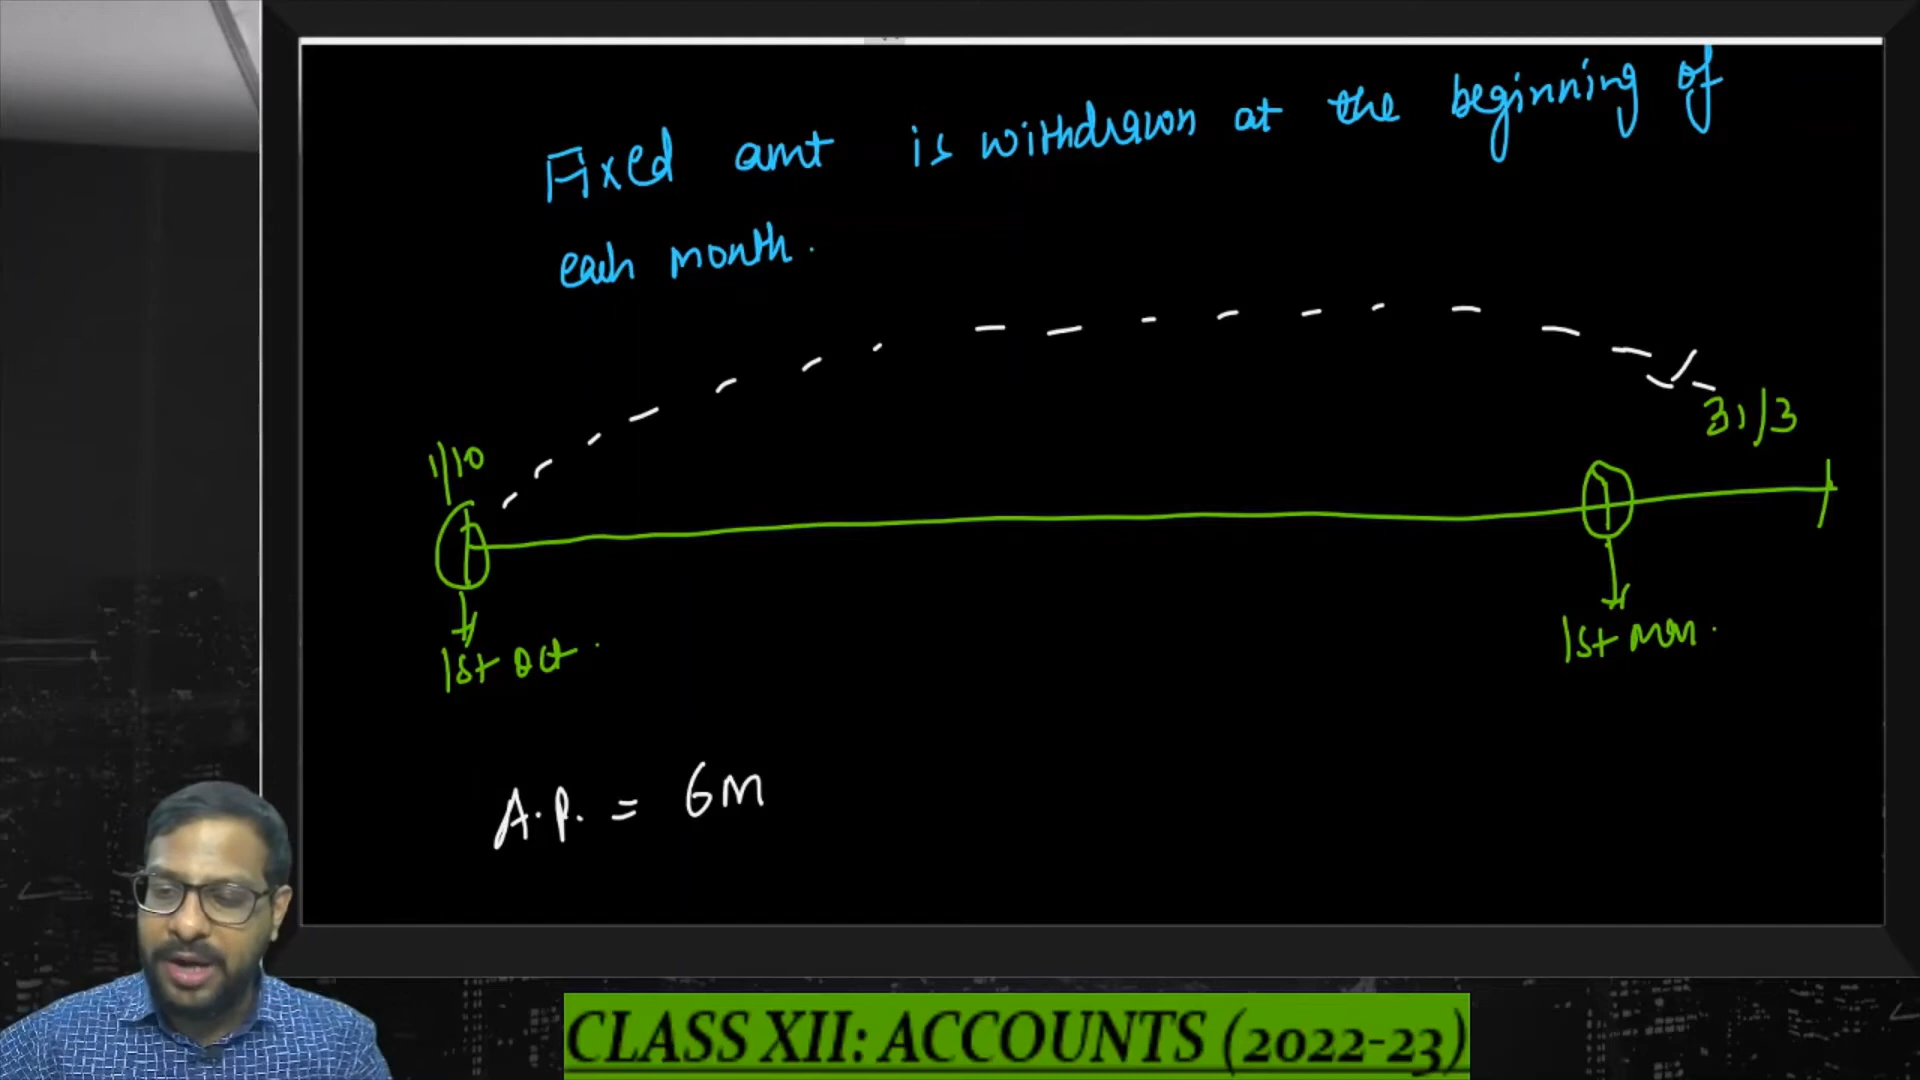 Fixed amt is withdrawn at the beginning of
each month.
31/3
1/10
1st Oct.
1st mar.
A.P. = 6M
CLASS XII: ACCOUNTS (2022-23)